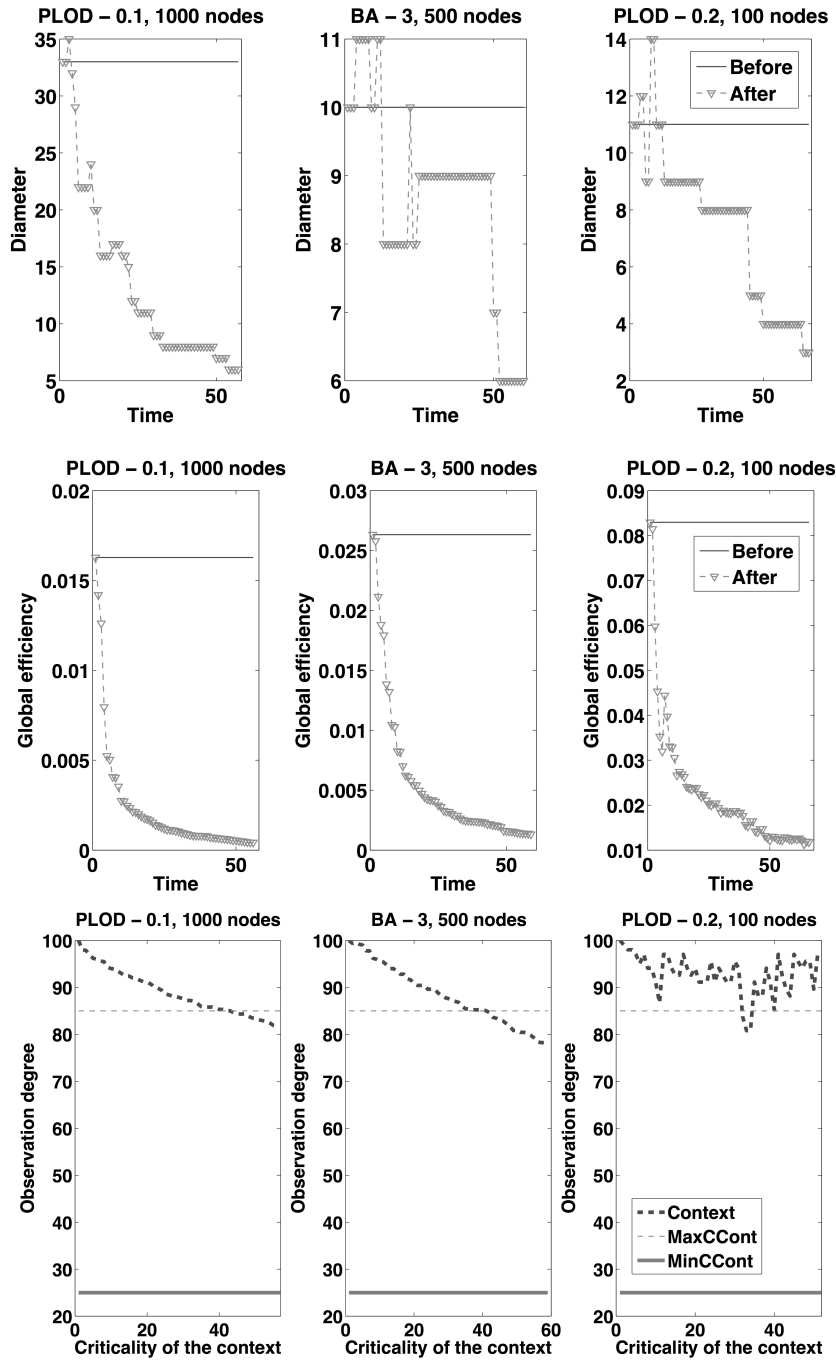 PLOD – 0.1, 1000 nodes
35
30
25
20
15
10
5
0
50
Diameter
Time
BA – 3, 500 nodes
11
10
9
8
7
6
0
50
Diameter
Time
PLOD – 0.2, 100 nodes
14
12
10
8
6
4
2
0
50
Diameter
Time
Before
After
PLOD – 0.1, 1000 nodes
0.02
0.015
0.01
0.005
0
0
50
Global efficiency
Time
BA – 3, 500 nodes
0.03
0.025
0.02
0.015
0.01
0.005
0
0
50
Global efficiency
Time
PLOD – 0.2, 100 nodes
0.09
0.08
0.07
0.06
0.05
0.04
0.03
0.02
0.01
0
50
Global efficiency
Time
Before
After
PLOD – 0.1, 1000 nodes
100
90
80
70
60
50
40
30
20
0
20
40
Observation degree
Criticality of the context
BA – 3, 500 nodes
100
90
80
70
60
50
40
30
20
0
20
40
60
Observation degree
Criticality of the context
PLOD – 0.2, 100 nodes
100
90
80
70
60
50
40
30
20
0
20
40
Observation degree
Criticality of the context
Context
MaxCCont
MinCCont